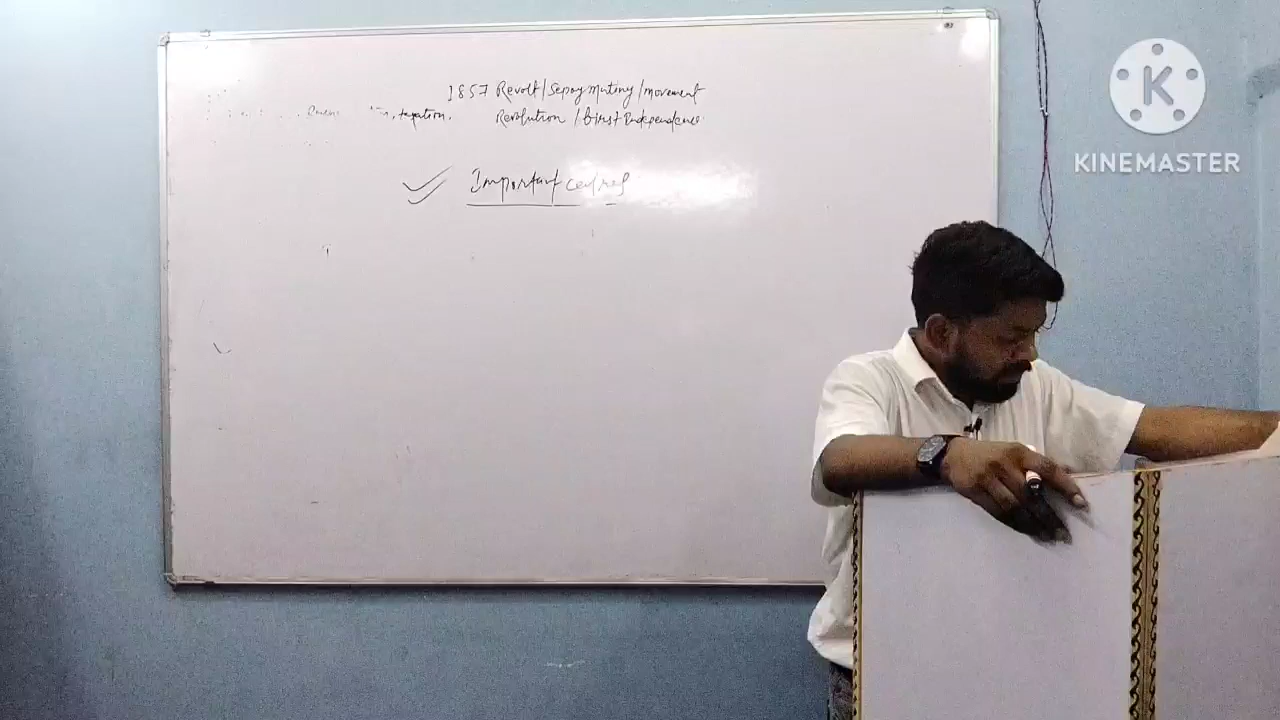 1857 Revolt/Sepoy mutiny/movement
taxation. Revolution / first Independence
Important centres
K
KINEMASTER